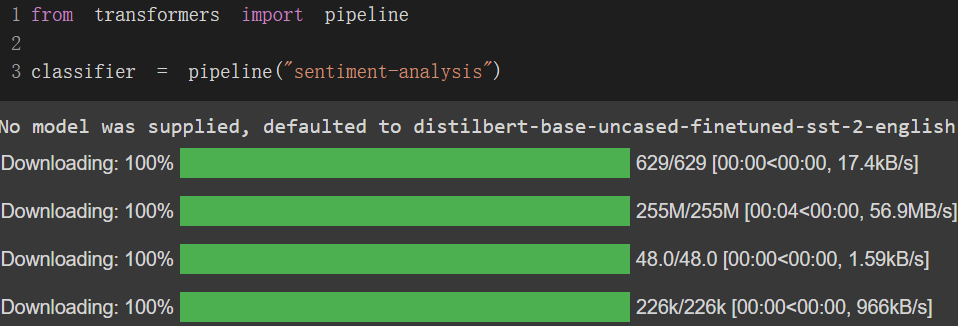 1 from transformers import pipeline
2
3 classifier = pipeline("sentiment-analysis")
No model was supplied, defaulted to distilbert-base-uncased-finetuned-sst-2-english
Downloading: 100% 629/629 [00:00<00:00, 17.4kB/s]
Downloading: 100% 255M/255M [00:04<00:00, 56.9MB/s]
Downloading: 100% 48.0/48.0 [00:00<00:00, 1.59kB/s]
Downloading: 100% 226k/226k [00:00<00:00, 966kB/s]